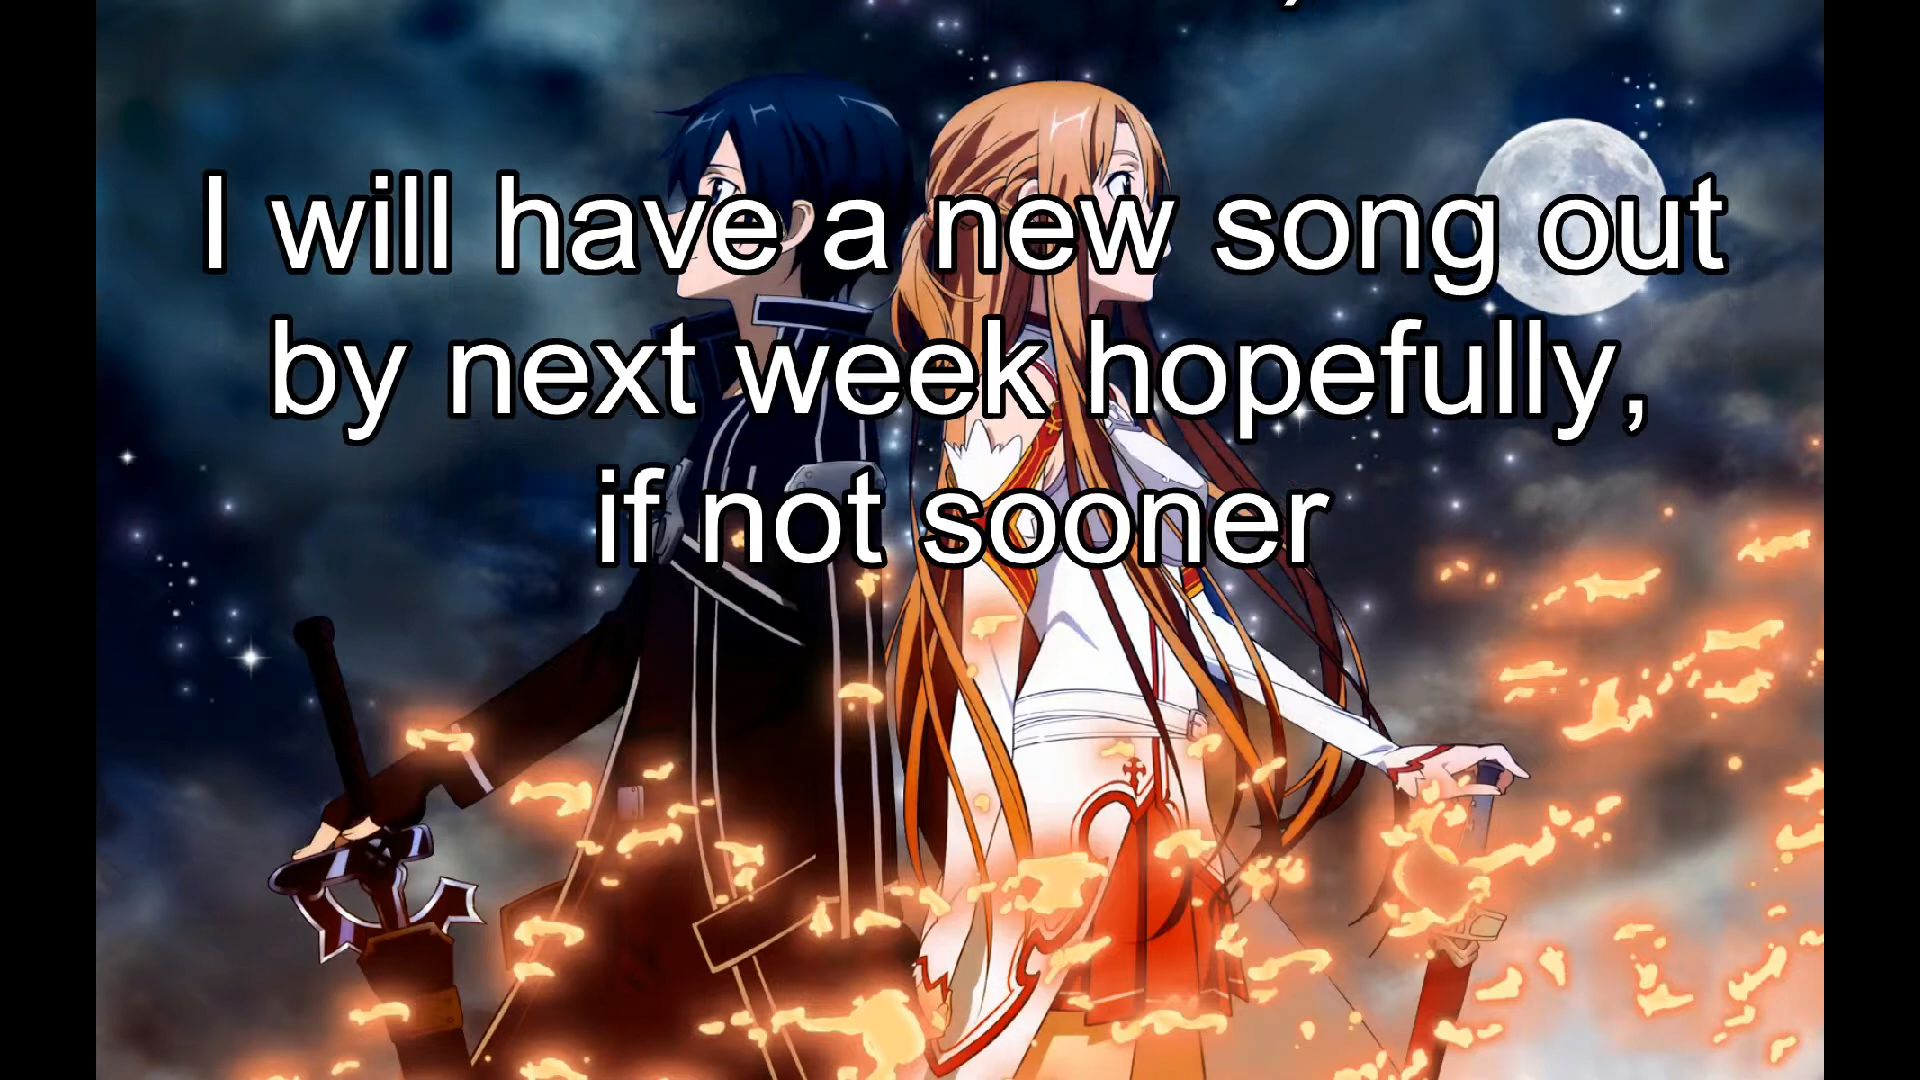 I will have a new song out
by next week hopefully,
if not sooner